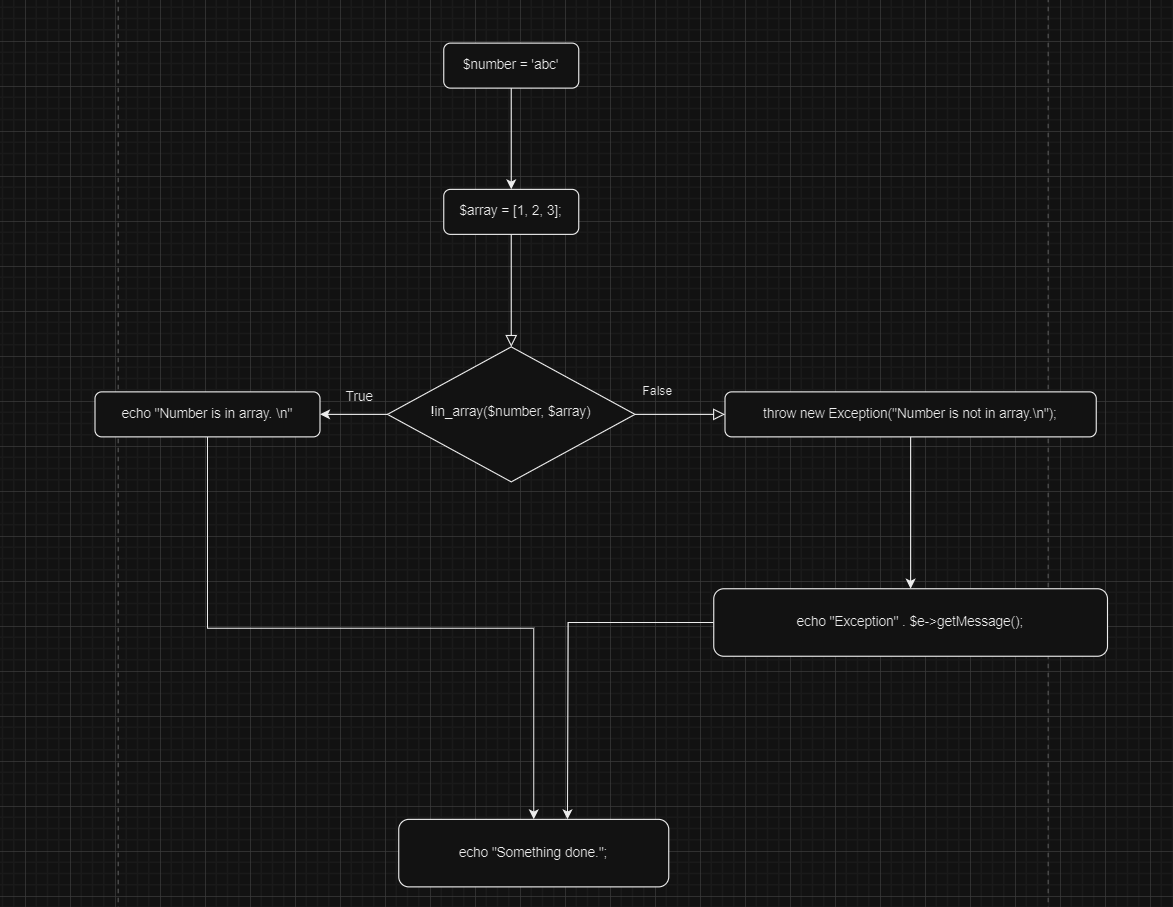 $number = 'abc'
$array = [1, 2, 3];
True
False
echo "Number is in array. \n"
!in_array($number, $array)
throw new Exception("Number is not in array.\n");
echo "Exception" . $e->getMessage();
echo "Something done.";